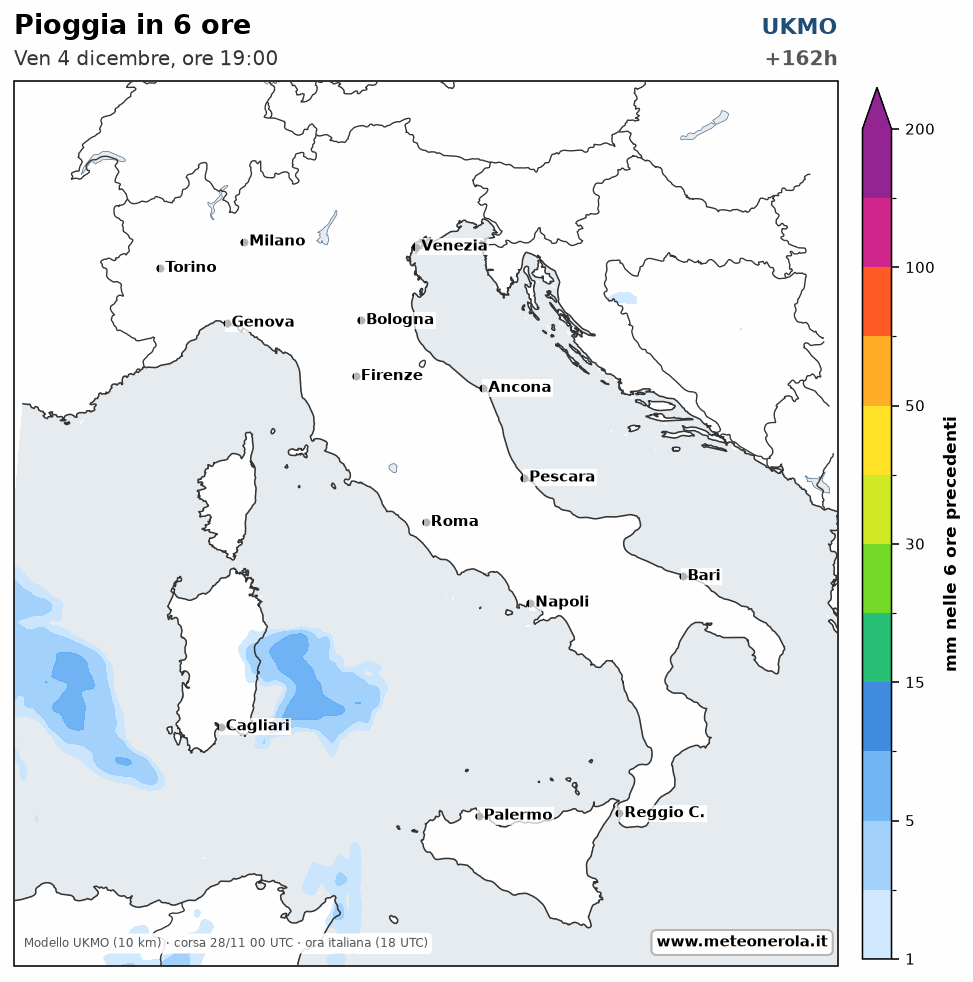 Pioggia in 6 ore
UKMO
Ven 4 dicembre, ore 19:00
+162h
200
100
50
30
15
5
1
mm nelle 6 ore precedenti
Milano
Venezia
Torino
Genova
Bologna
Firenze
Ancona
Pescara
Roma
Bari
Napoli
Cagliari
Palermo
Reggio C.
Modello UKMO (10 km) · corsa 28/11 00 UTC · ora italiana (18 UTC)
www.meteonerola.it